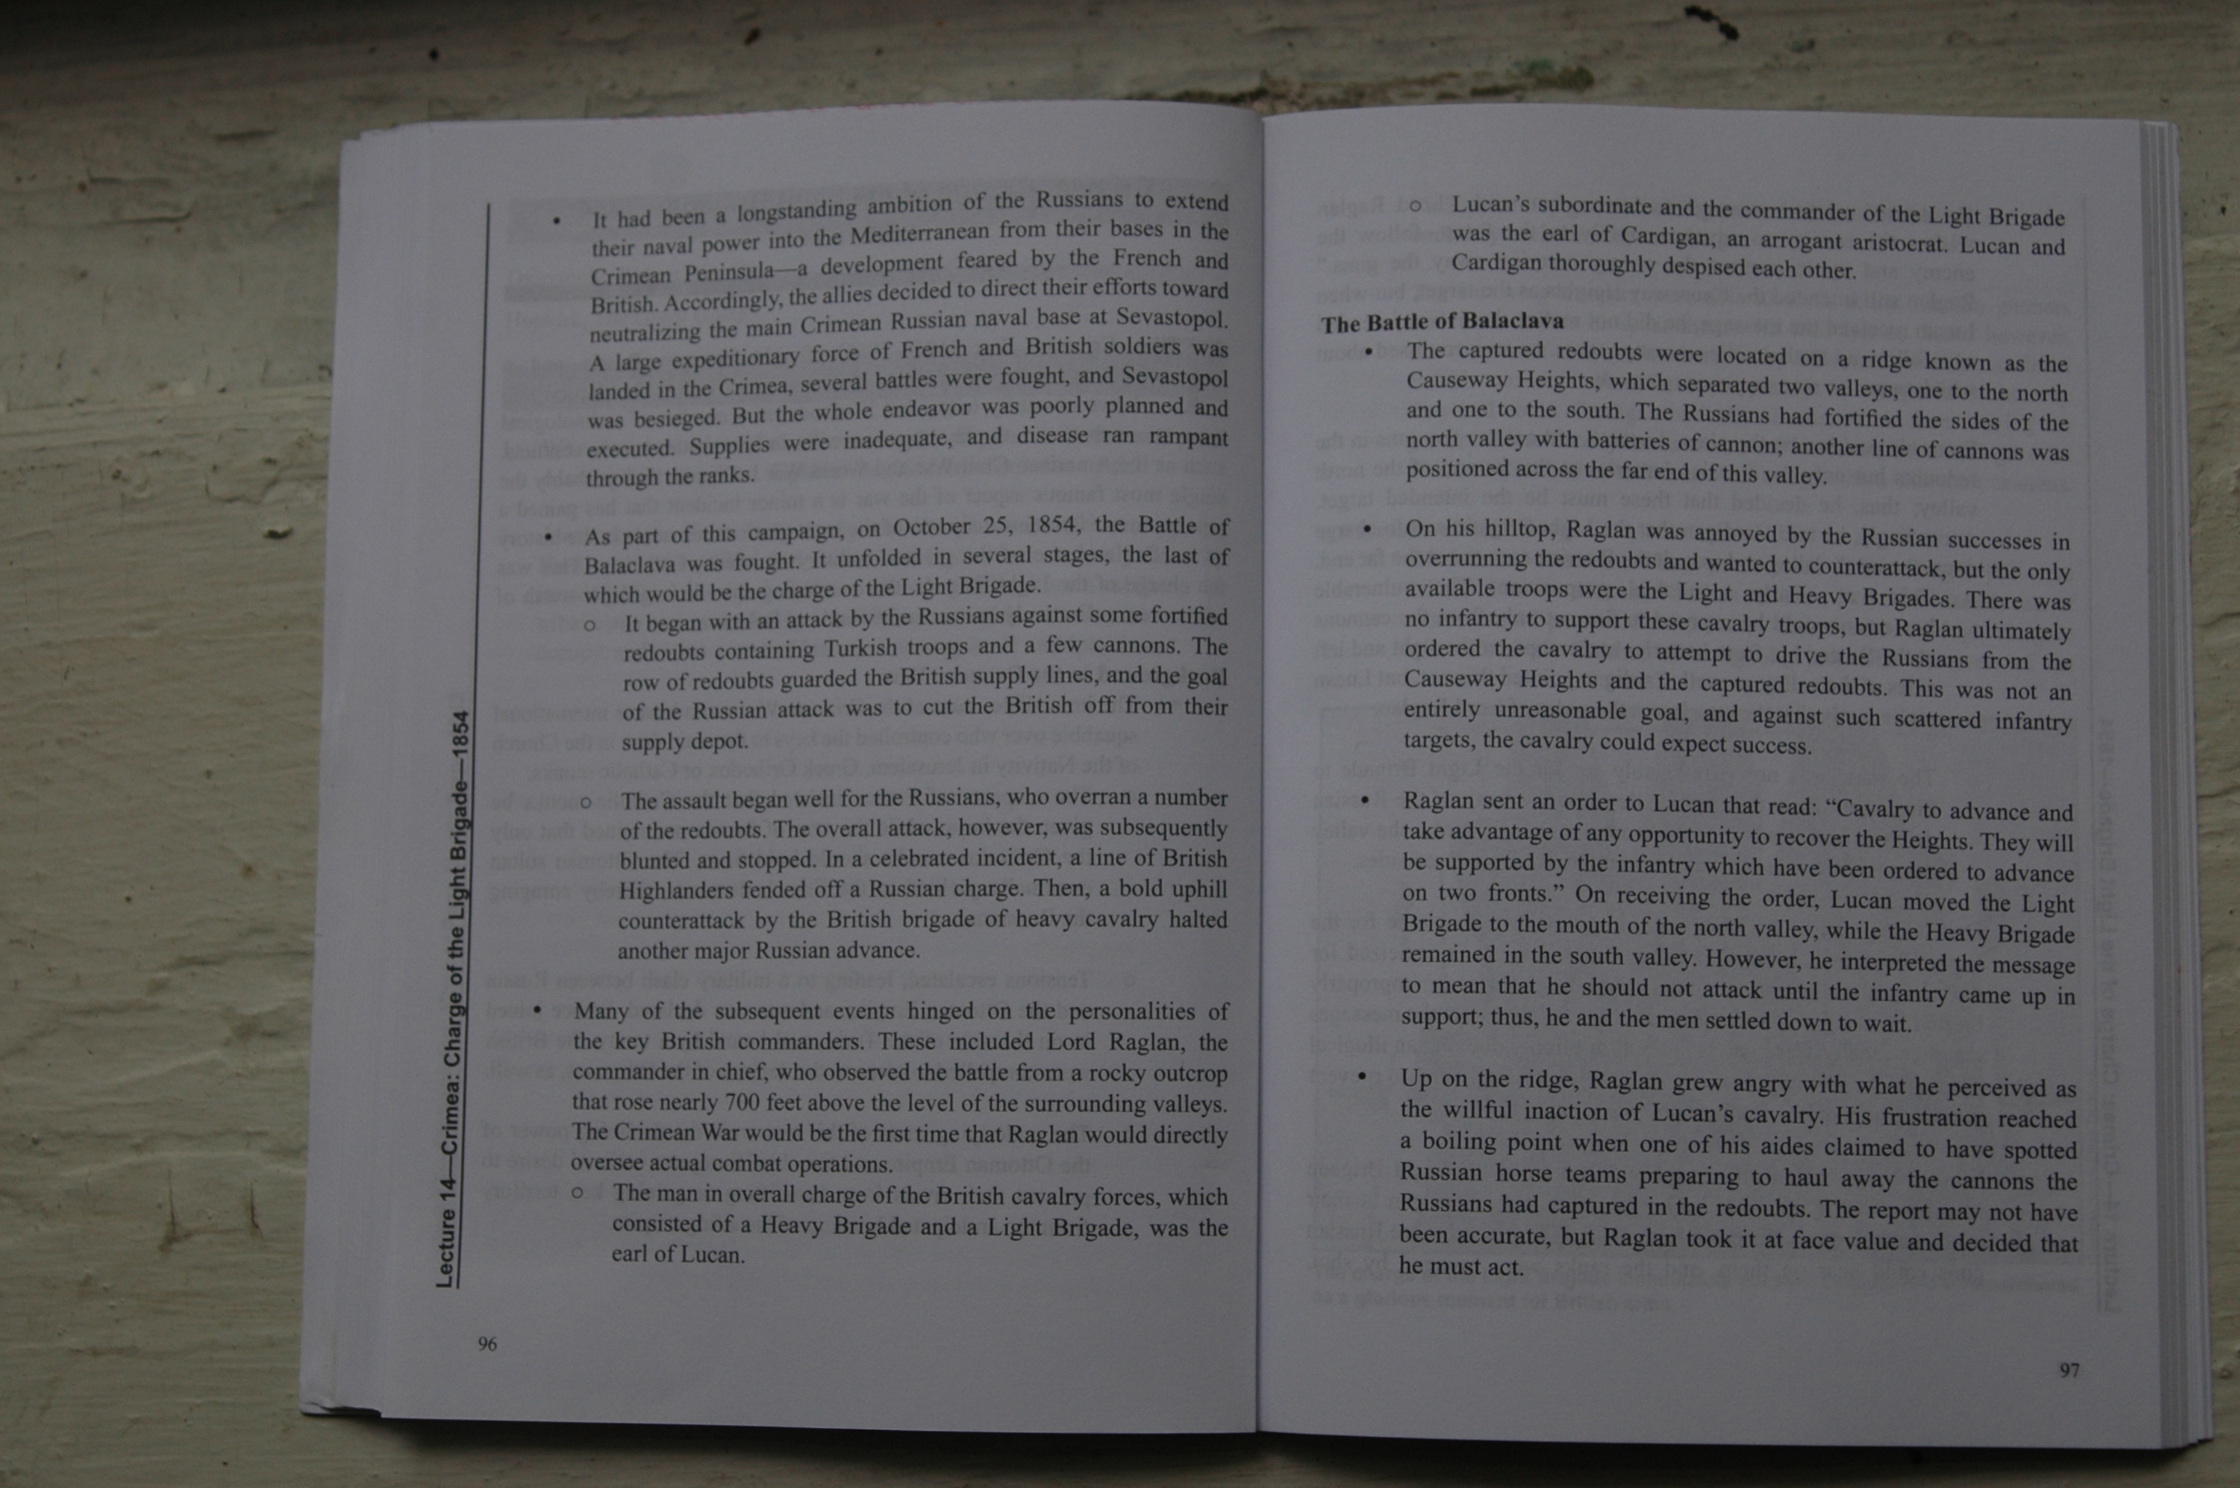 Lecture 14—Crimea: Charge of the Light Brigade—1854
• It had been a longstanding ambition of the Russians to extend
their naval power into the Mediterranean from their bases in the
Crimean Peninsula—a development feared by the French and
British. Accordingly, the allies decided to direct their efforts toward
neutralizing the main Crimean Russian naval base at Sevastopol.
A large expeditionary force of French and British soldiers was
landed in the Crimea, several battles were fought, and Sevastopol
was besieged. But the whole endeavor was poorly planned and
executed. Supplies were inadequate, and disease ran rampant
through the ranks.
• As part of this campaign, on October 25, 1854, the Battle of
Balaclava was fought. It unfolded in several stages, the last of
which would be the charge of the Light Brigade.
○ It began with an attack by the Russians against some fortified
redoubts containing Turkish troops and a few cannons. The
row of redoubts guarded the British supply lines, and the goal
of the Russian attack was to cut the British off from their
supply depot.
○ The assault began well for the Russians, who overran a number
of the redoubts. The overall attack, however, was subsequently
blunted and stopped. In a celebrated incident, a line of British
Highlanders fended off a Russian charge. Then, a bold uphill
counterattack by the British brigade of heavy cavalry halted
another major Russian advance.
• Many of the subsequent events hinged on the personalities of
the key British commanders. These included Lord Raglan, the
commander in chief, who observed the battle from a rocky outcrop
that rose nearly 700 feet above the level of the surrounding valleys.
The Crimean War would be the first time that Raglan would directly
oversee actual combat operations.
○ The man in overall charge of the British cavalry forces, which
consisted of a Heavy Brigade and a Light Brigade, was the
earl of Lucan.
96
○ Lucan's subordinate and the commander of the Light Brigade
was the earl of Cardigan, an arrogant aristocrat. Lucan and
Cardigan thoroughly despised each other.
The Battle of Balaclava
• The captured redoubts were located on a ridge known as the
Causeway Heights, which separated two valleys, one to the north
and one to the south. The Russians had fortified the sides of the
north valley with batteries of cannon; another line of cannons was
positioned across the far end of this valley.
• On his hilltop, Raglan was annoyed by the Russian successes in
overrunning the redoubts and wanted to counterattack, but the only
available troops were the Light and Heavy Brigades. There was
no infantry to support these cavalry troops, but Raglan ultimately
ordered the cavalry to attempt to drive the Russians from the
Causeway Heights and the captured redoubts. This was not an
entirely unreasonable goal, and against such scattered infantry
targets, the cavalry could expect success.
• Raglan sent an order to Lucan that read: “Cavalry to advance and
take advantage of any opportunity to recover the Heights. They will
be supported by the infantry which have been ordered to advance
on two fronts.” On receiving the order, Lucan moved the Light
Brigade to the mouth of the north valley, while the Heavy Brigade
remained in the south valley. However, he interpreted the message
to mean that he should not attack until the infantry came up in
support; thus, he and the men settled down to wait.
• Up on the ridge, Raglan grew angry with what he perceived as
the willful inaction of Lucan's cavalry. His frustration reached
a boiling point when one of his aides claimed to have spotted
Russian horse teams preparing to haul away the cannons the
Russians had captured in the redoubts. The report may not have
been accurate, but Raglan took it at face value and decided that
he must act.
97